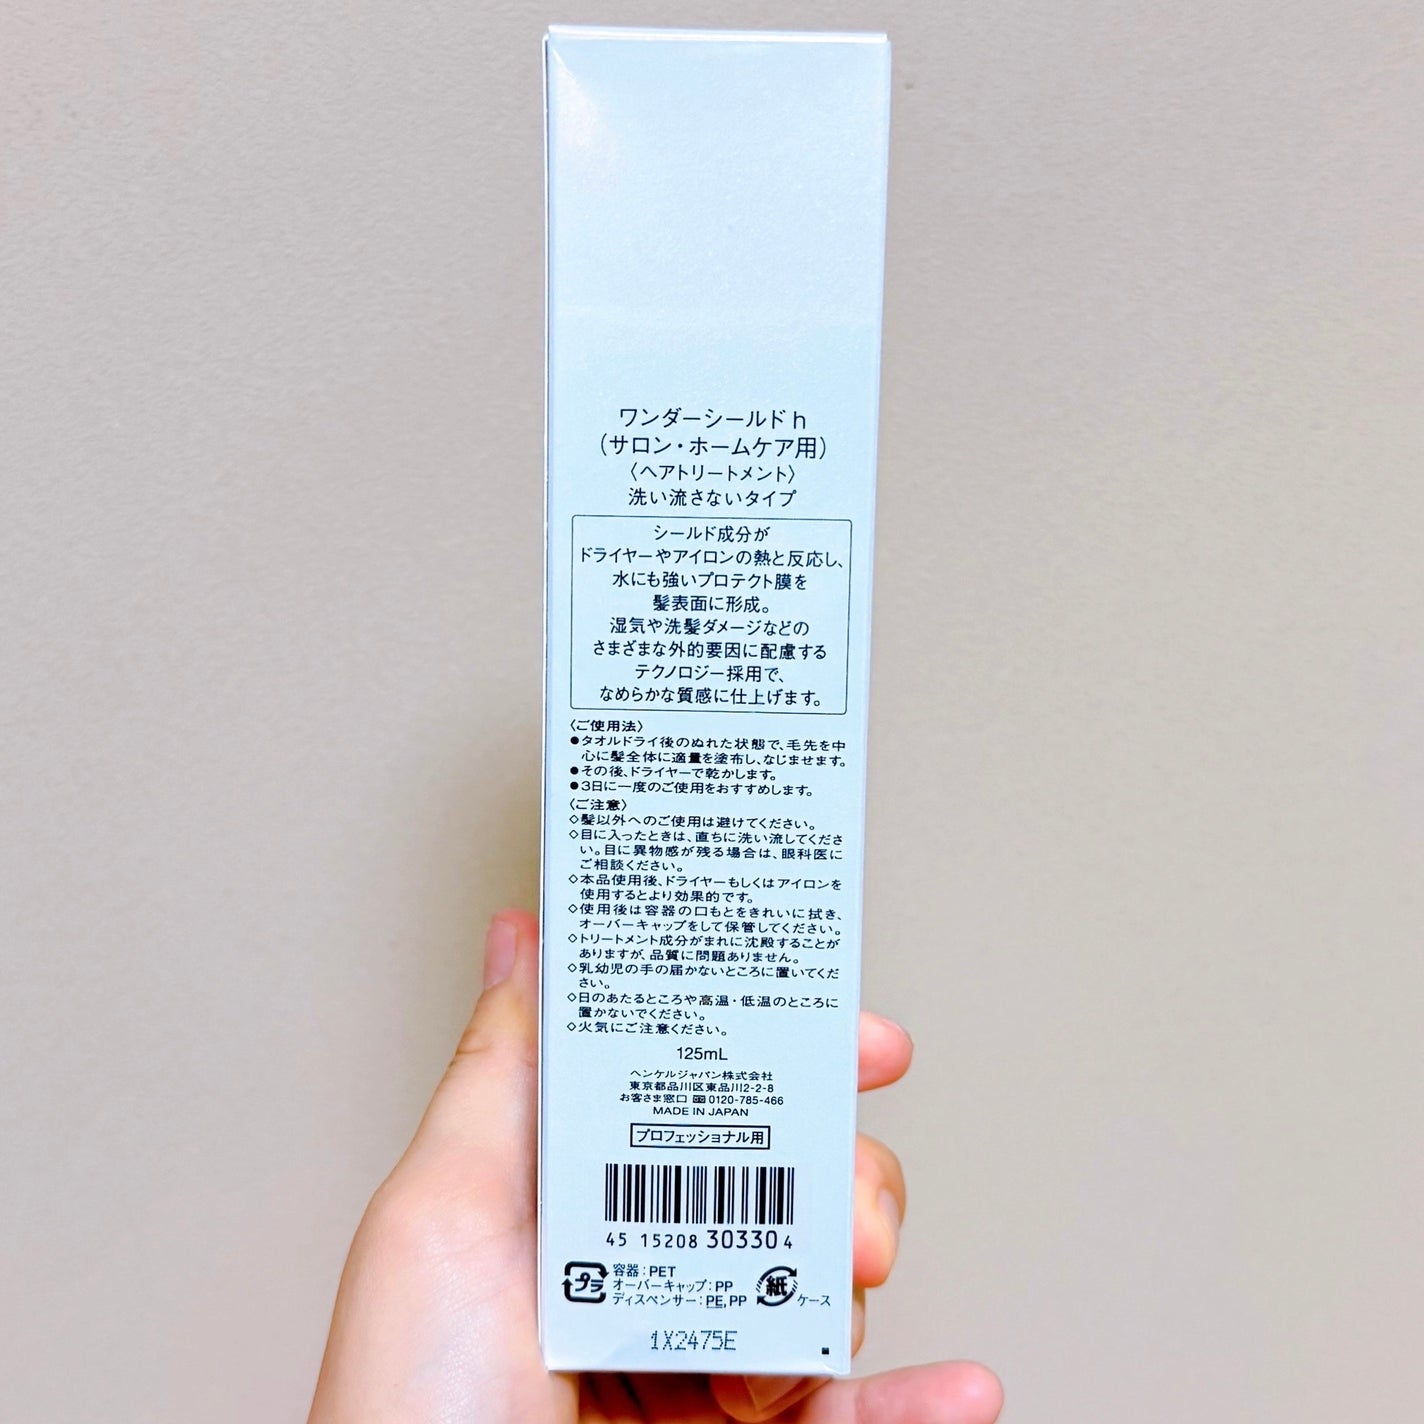 ワンダーシールド h
（サロン・ホームケア用）
〈ヘアトリートメント〉
洗い流さないタイプ
シールド成分が
ドライヤーやアイロンの熱と反応し、
水にも強いプロテクト膜を
髪表面に形成。
湿気や洗髪ダメージなどの
さまざまな外的要因に配慮する
テクノロジー採用で、
なめらかな質感に仕上げます。
〈ご使用法〉
●タオルドライ後のぬれた状態で、毛先を中
心に髪全体に適量を塗布し、なじませます。
●その後、ドライヤーで乾かします。
●3日に一度のご使用をおすすめします。
〈ご注意〉
◇髪以外へのご使用は避けてください。
◇目に入ったときは、直ちに洗い流してくださ
い。目に異物感が残る場合は、眼科医に
ご相談ください。
◇本品使用後、ドライヤーもしくはアイロンを
使用するとより効果的です。
◇使用後は容器の口もとをきれいに拭き、
オーバーキャップをして保管してください。
◇トリートメント成分がまれに沈殿することが
ありますが、品質に問題ありません。
◇乳幼児の手の届かないところに置いてくだ
さい。
◇日のあたるところや高温・低温のところに
置かないでください。
◇火気にご注意ください。
125mL
ヘンケルジャパン株式会社
東京都品川区東品川2-2-8
お客さま窓口 0120-785-466
MADE IN JAPAN
プロフェッショナル用
45 15208 30330 4
プラ 容器：PET
オーバーキャップ：PP
ディスペンサー：PE, PP
紙 ケース
1X2475E